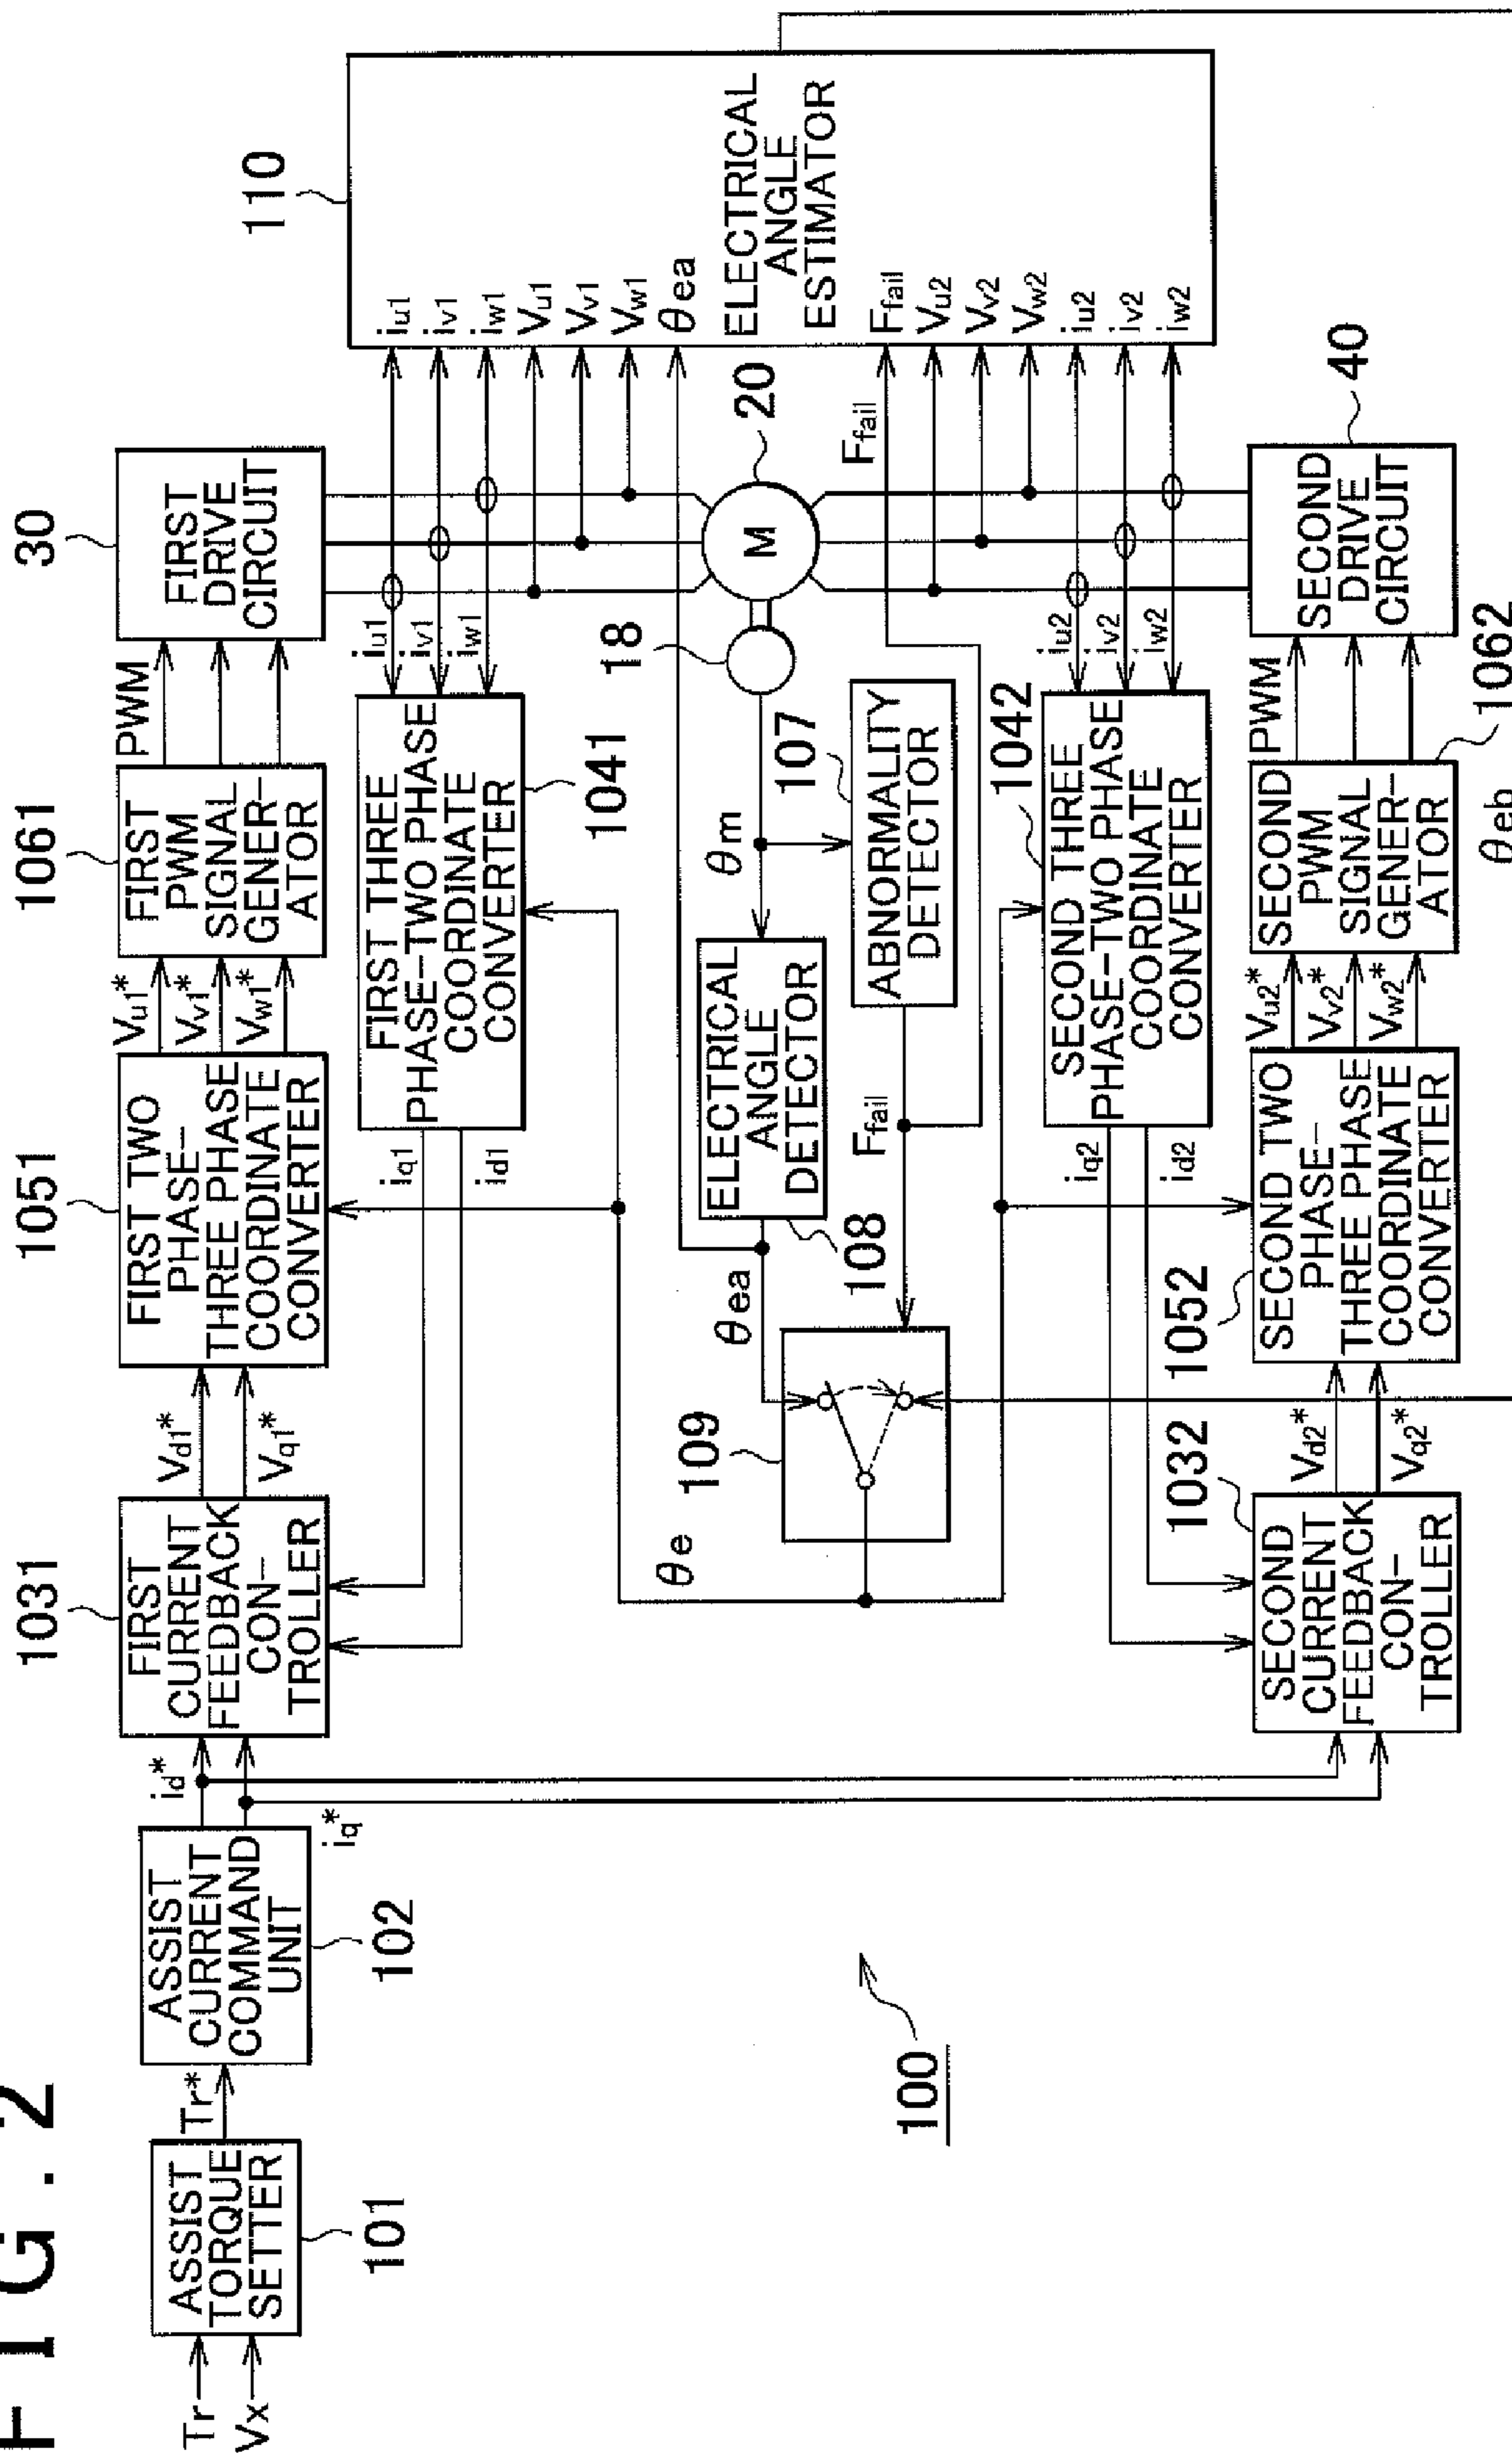 FIG. 2
Tr
Vx
ASSIST
TORQUE
SETTER
101
Tr*
ASSIST
CURRENT
COMMAND
UNIT
102
id*
iq*
1031
FIRST
CURRENT
FEEDBACK
CON-
TROLLER
Vd1*
Vq1*
1051
FIRST TWO
PHASE-
THREE PHASE
COORDINATE
CONVERTER
Vu1*
Vv1*
Vw1*
1061
FIRST
PWM
SIGNAL
GENER-
ATOR
PWM
30
FIRST
DRIVE
CIRCUIT
iq1
id1
FIRST THREE
PHASE-TWO PHASE
COORDINATE
CONVERTER
1041
iu1
iv1
iw1
110
iu1
iv1
iw1
Vu1
Vv1
Vw1
θea
ELECTRICAL
ANGLE
ESTIMATOR
Ffail
Vu2
Vv2
Vw2
iu2
iv2
iw2
θe
109
θea
ELECTRICAL
ANGLE
DETECTOR
108
θm
18
M
20
107
ABNORMALITY
DETECTOR
Ffail
Ffail
100
iq2
id2
1042
SECOND THREE
PHASE-TWO PHASE
COORDINATE
CONVERTER
iu2
iv2
iw2
1032
SECOND
CURRENT
FEEDBACK
CON-
TROLLER
Vd2*
Vq2*
1052
SECOND TWO
PHASE-
THREE PHASE
COORDINATE
CONVERTER
Vu2*
Vv2*
Vw2*
SECOND
PWM
SIGNAL
GENER-
ATOR
1062
PWM
SECOND
DRIVE
CIRCUIT
40
θeb